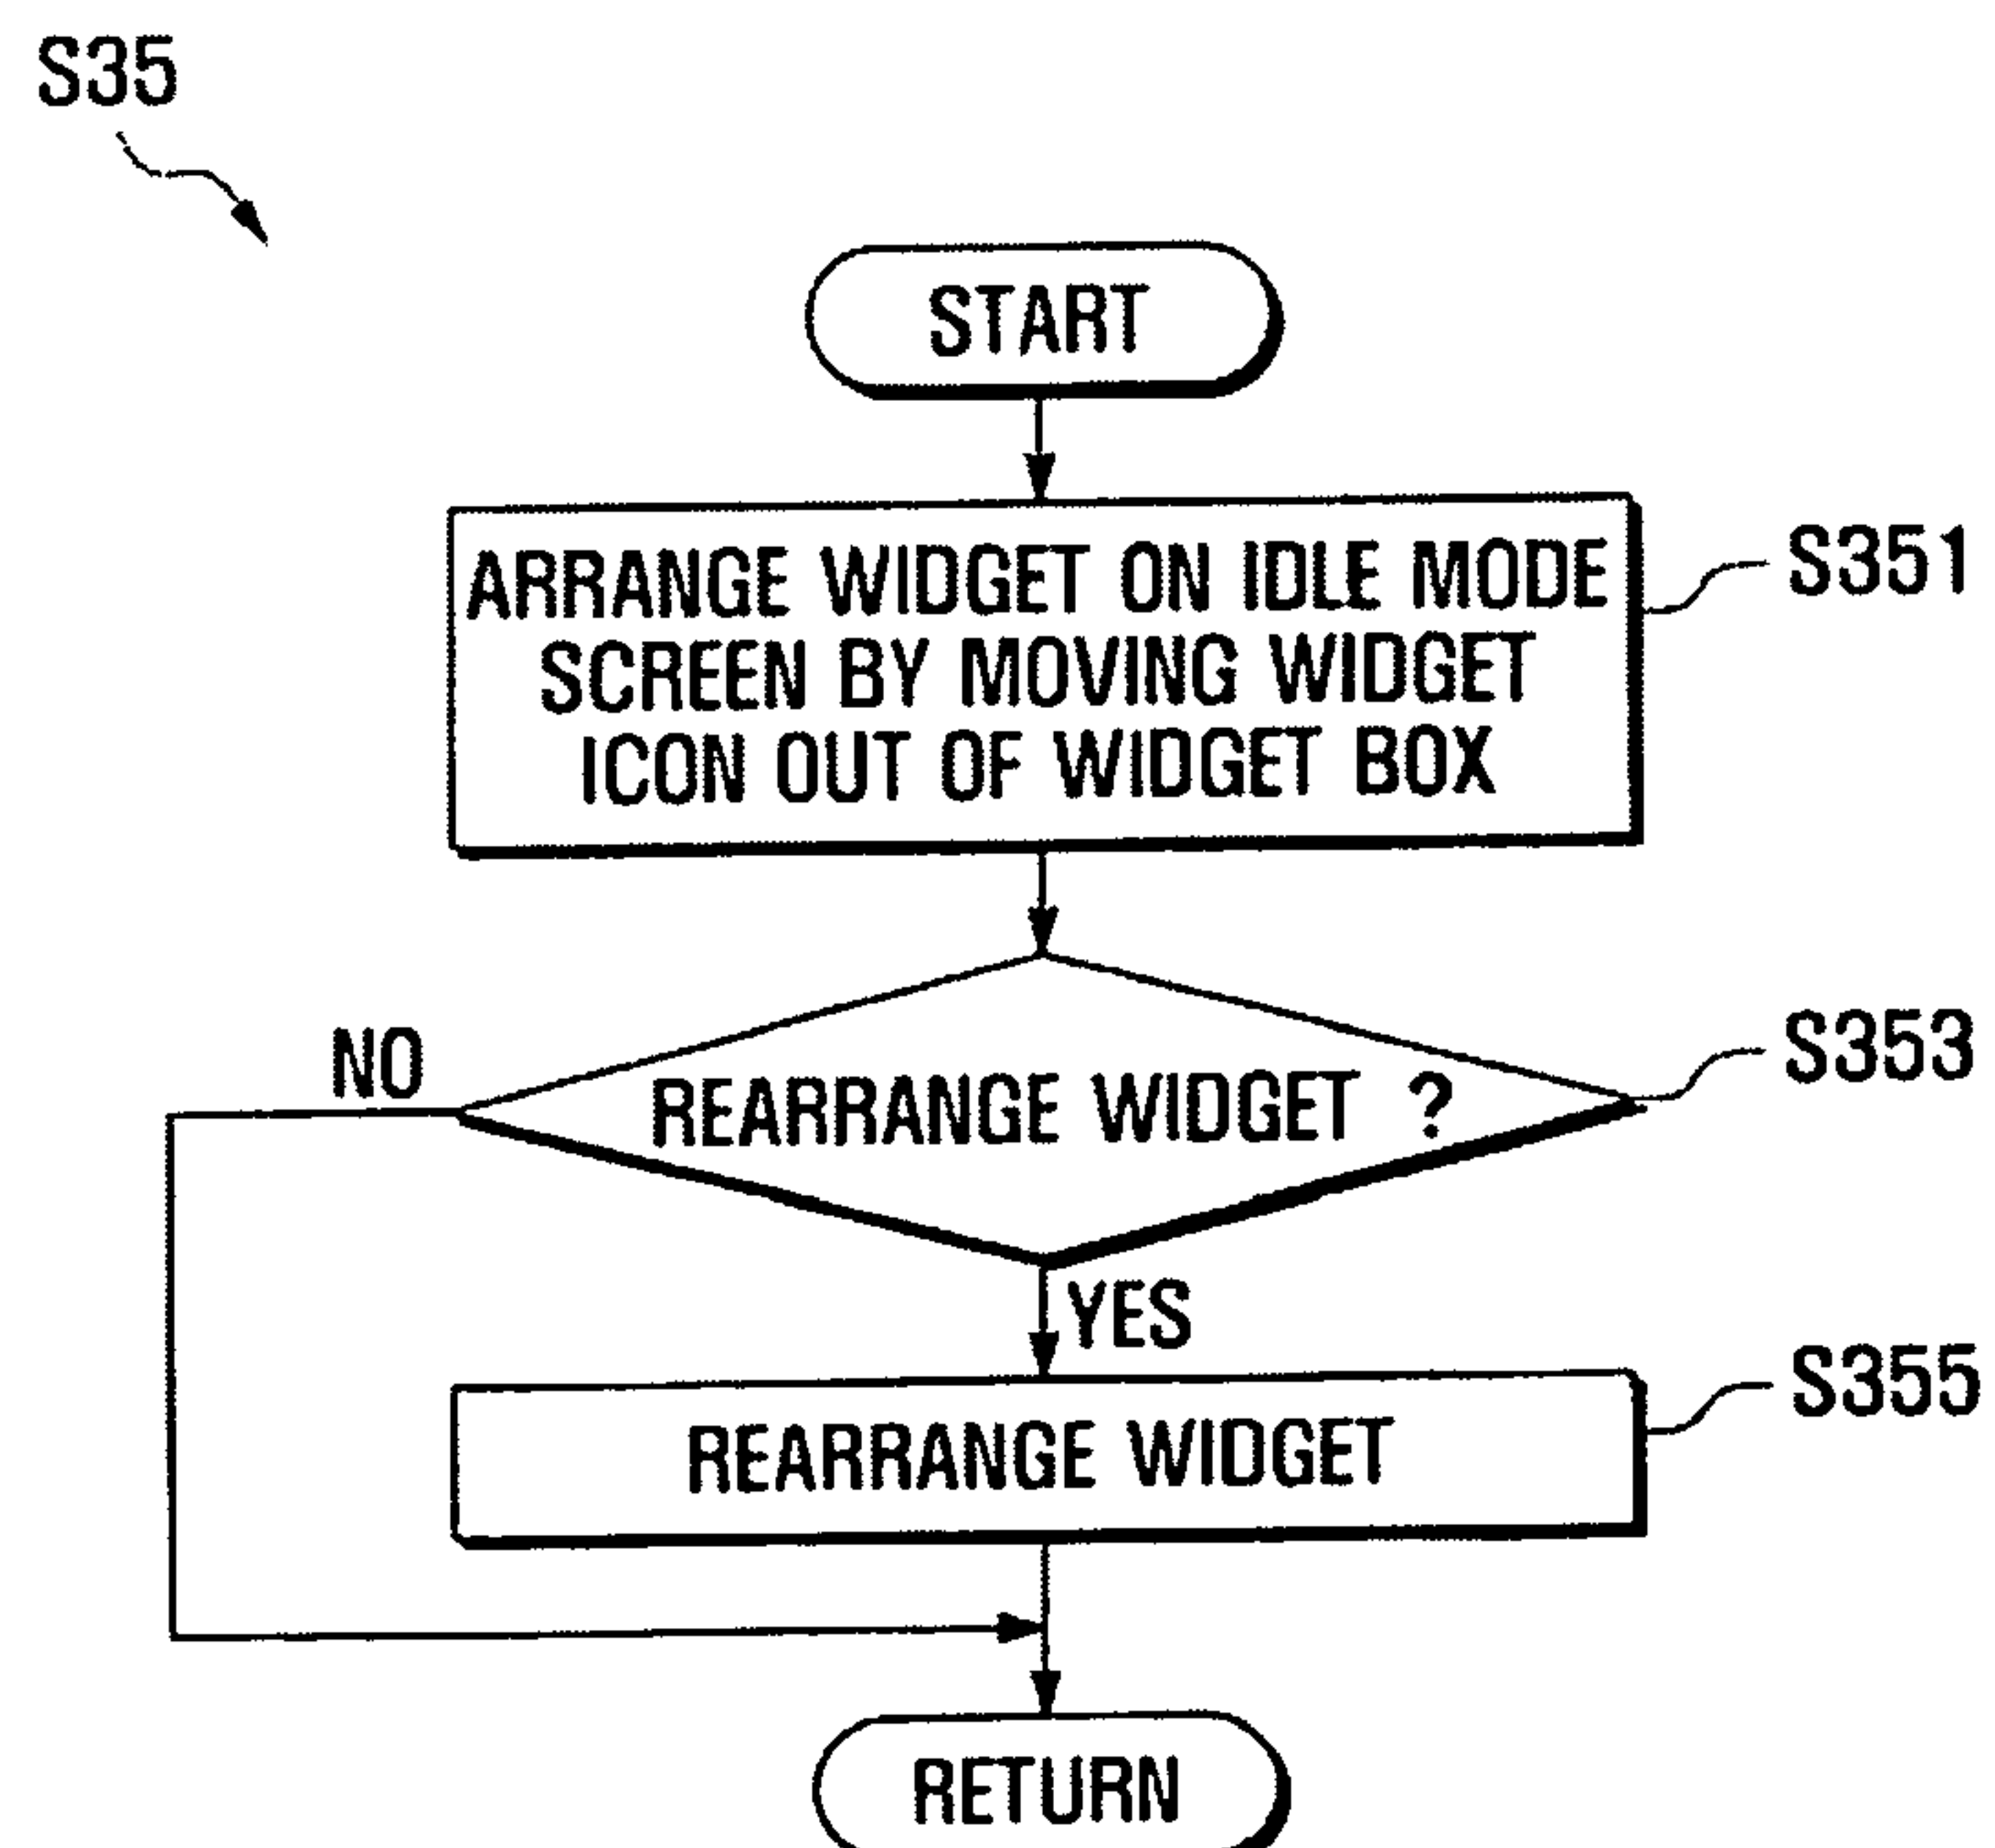 S35
START
ARRANGE WIDGET ON IDLE MODE
SCREEN BY MOVING WIDGET
ICON OUT OF WIDGET BOX
S351
NO
REARRANGE WIDGET ?
S353
YES
REARRANGE WIDGET
S355
RETURN